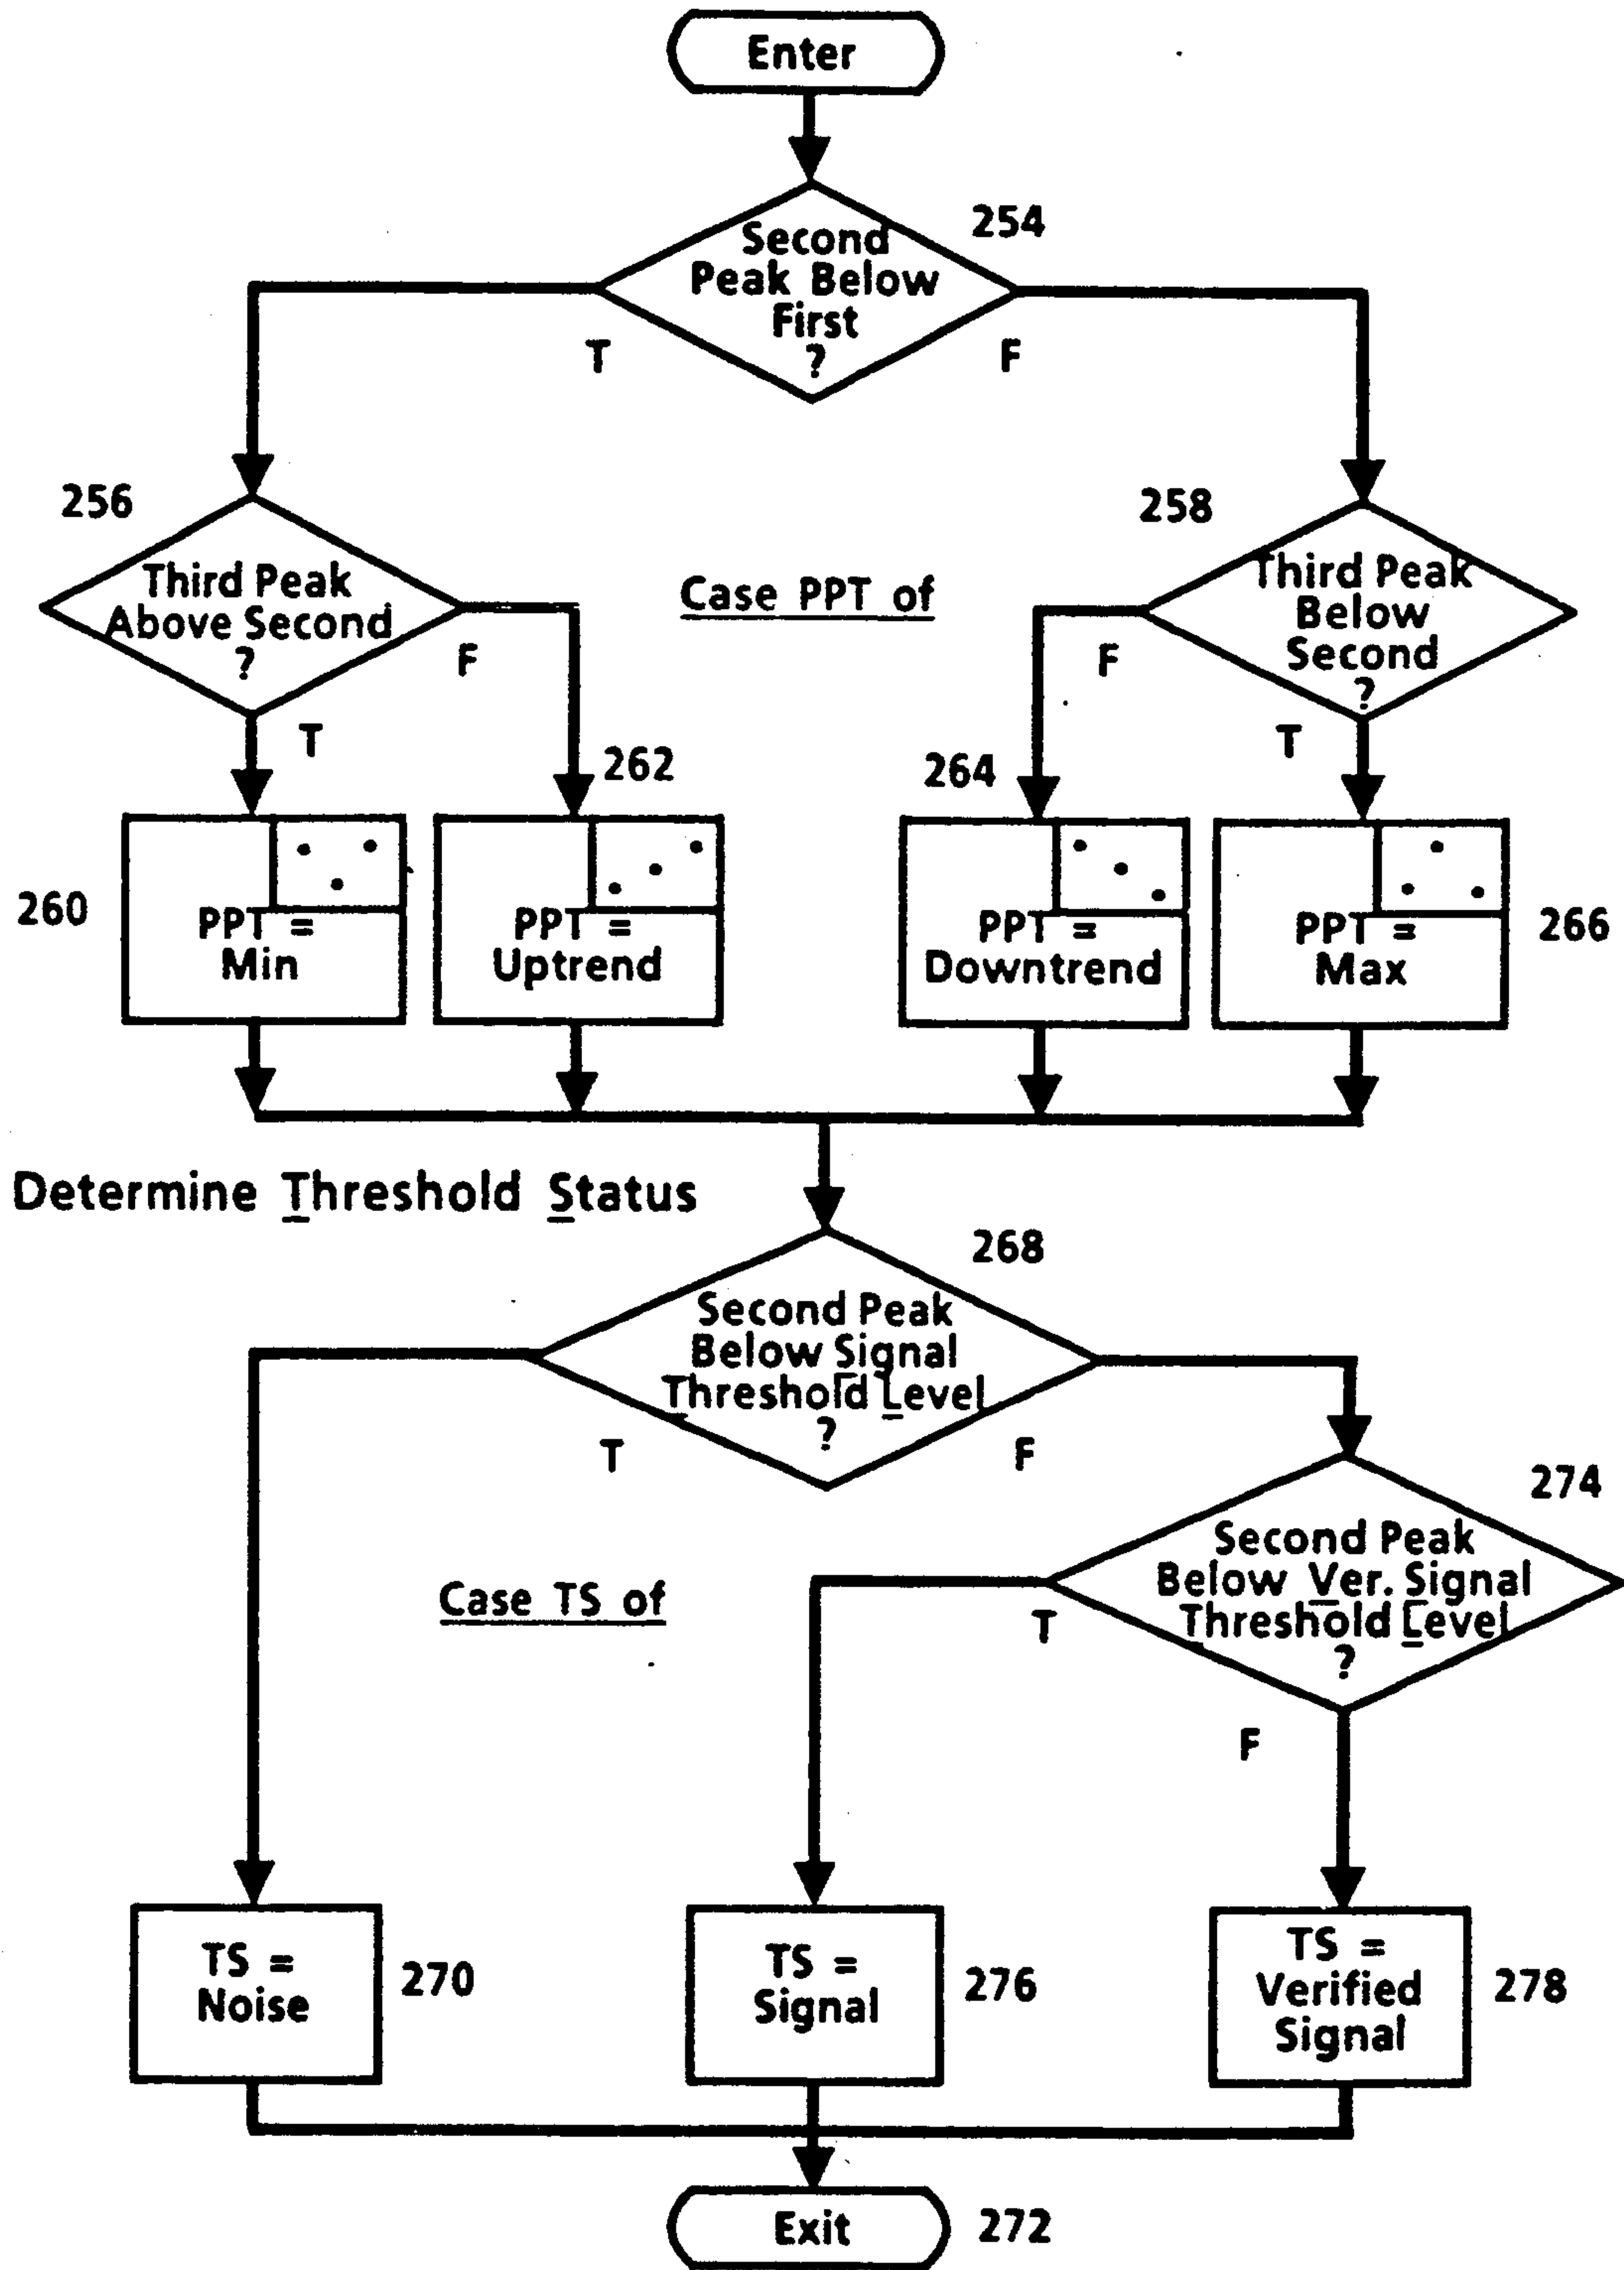 Enter
254
Second
Peak Below
First
?
T
F
256
258
Third Peak
Above Second
?
Case PPT of
Third Peak
Below
Second
?
F
F
T
T
262
264
260
PPT =
Min
PPT =
Uptrend
PPT =
Downtrend
PPT =
Max
266
Determine Threshold Status
268
Second Peak
Below Signal
Threshold Level
?
T
F
274
Second Peak
Below Ver. Signal
Threshold Level
?
Case TS of
T
F
TS =
Noise
270
TS =
Signal
276
TS =
Verified
Signal
278
Exit
272